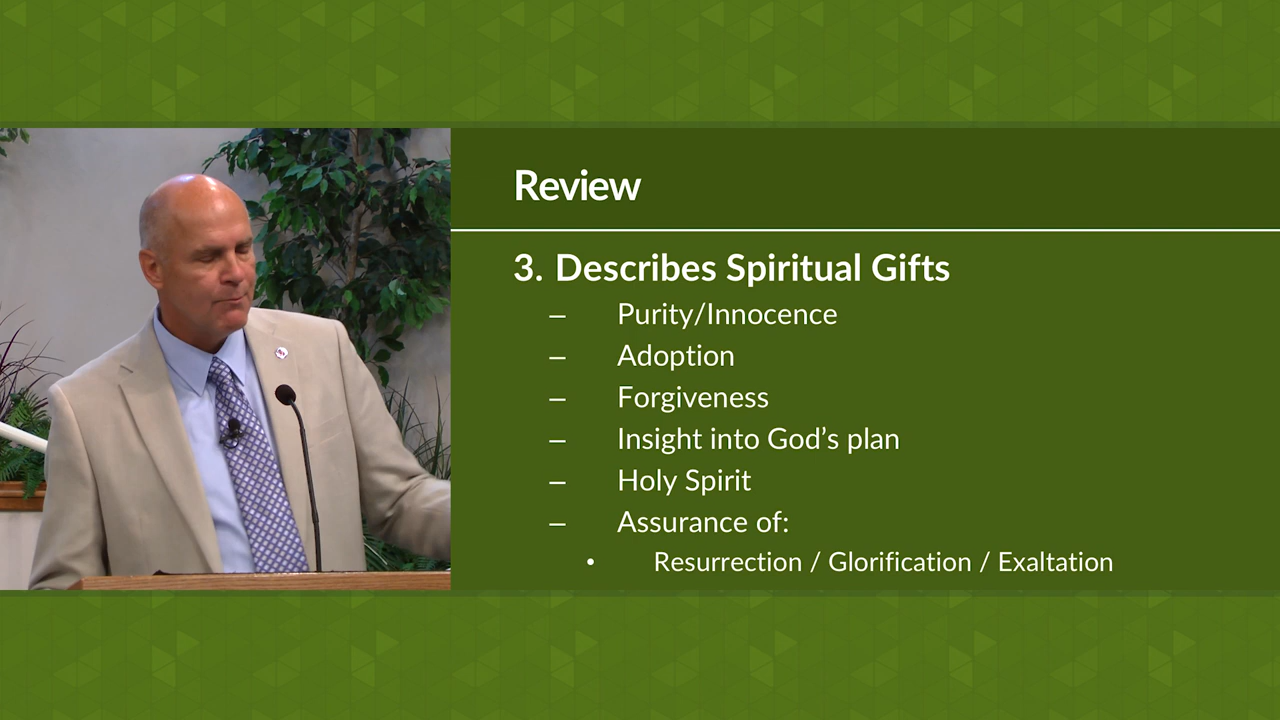 Review
3. Describes Spiritual Gifts
– Purity/Innocence
– Adoption
– Forgiveness
– Insight into God’s plan
– Holy Spirit
– Assurance of:
• Resurrection / Glorification / Exaltation